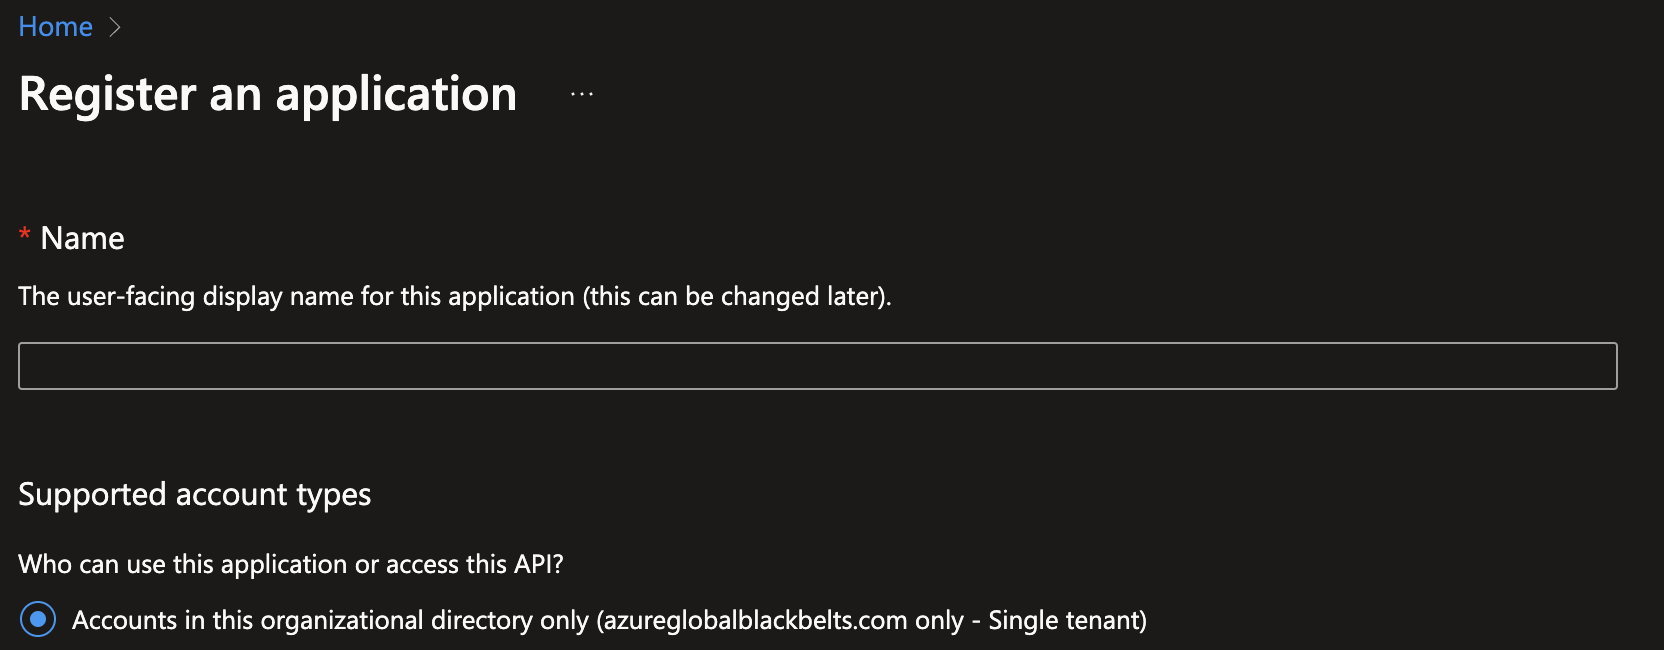 Home >
Register an application ...
* Name
The user-facing display name for this application (this can be changed later).
Supported account types
Who can use this application or access this API?
Accounts in this organizational directory only (azureglobalblackbelts.com only - Single tenant)